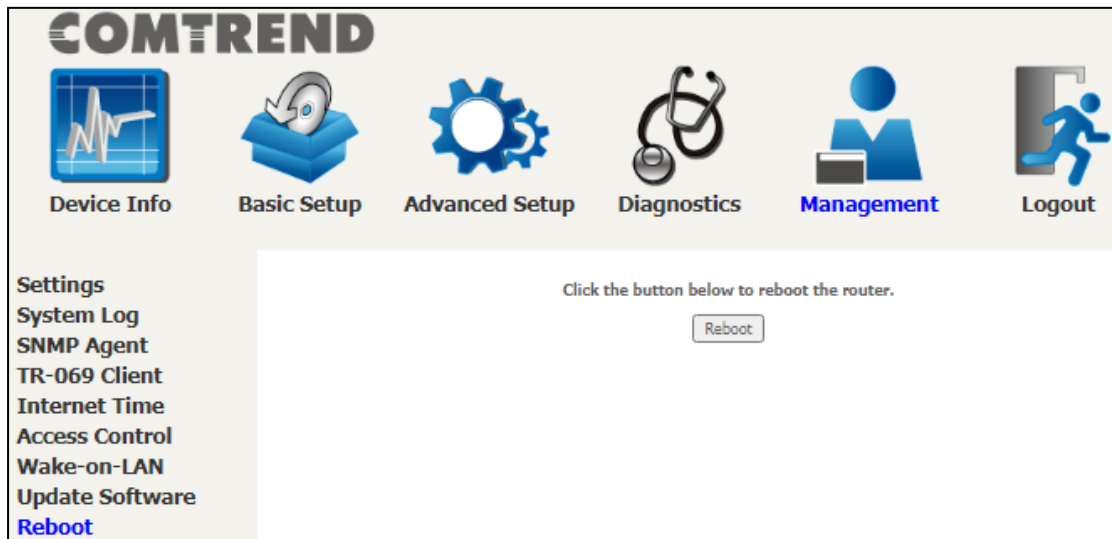 COMTREND
Device Info Basic Setup Advanced Setup Diagnostics Management Logout
Settings
System Log
SNMP Agent
TR-069 Client
Internet Time
Access Control
Wake-on-LAN
Update Software
Reboot
Click the button below to reboot the router.
Reboot